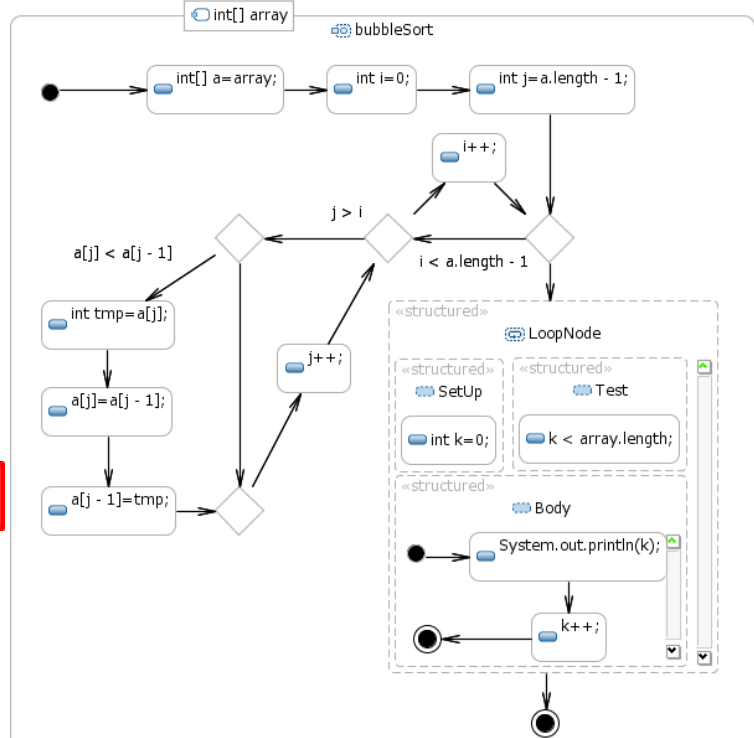 int[] array
bubbleSort
int[] a=array;
int i=0;
int j=a.length - 1;
i++;
j > i
a[j] < a[j - 1]
i < a.length - 1
int tmp=a[j];
«structured»
LoopNode
j++;
«structured»
SetUp
«structured»
Test
a[j]=a[j - 1];
int k=0;
k < array.length;
«structured»
Body
a[j - 1]=tmp;
System.out.println(k);
k++;